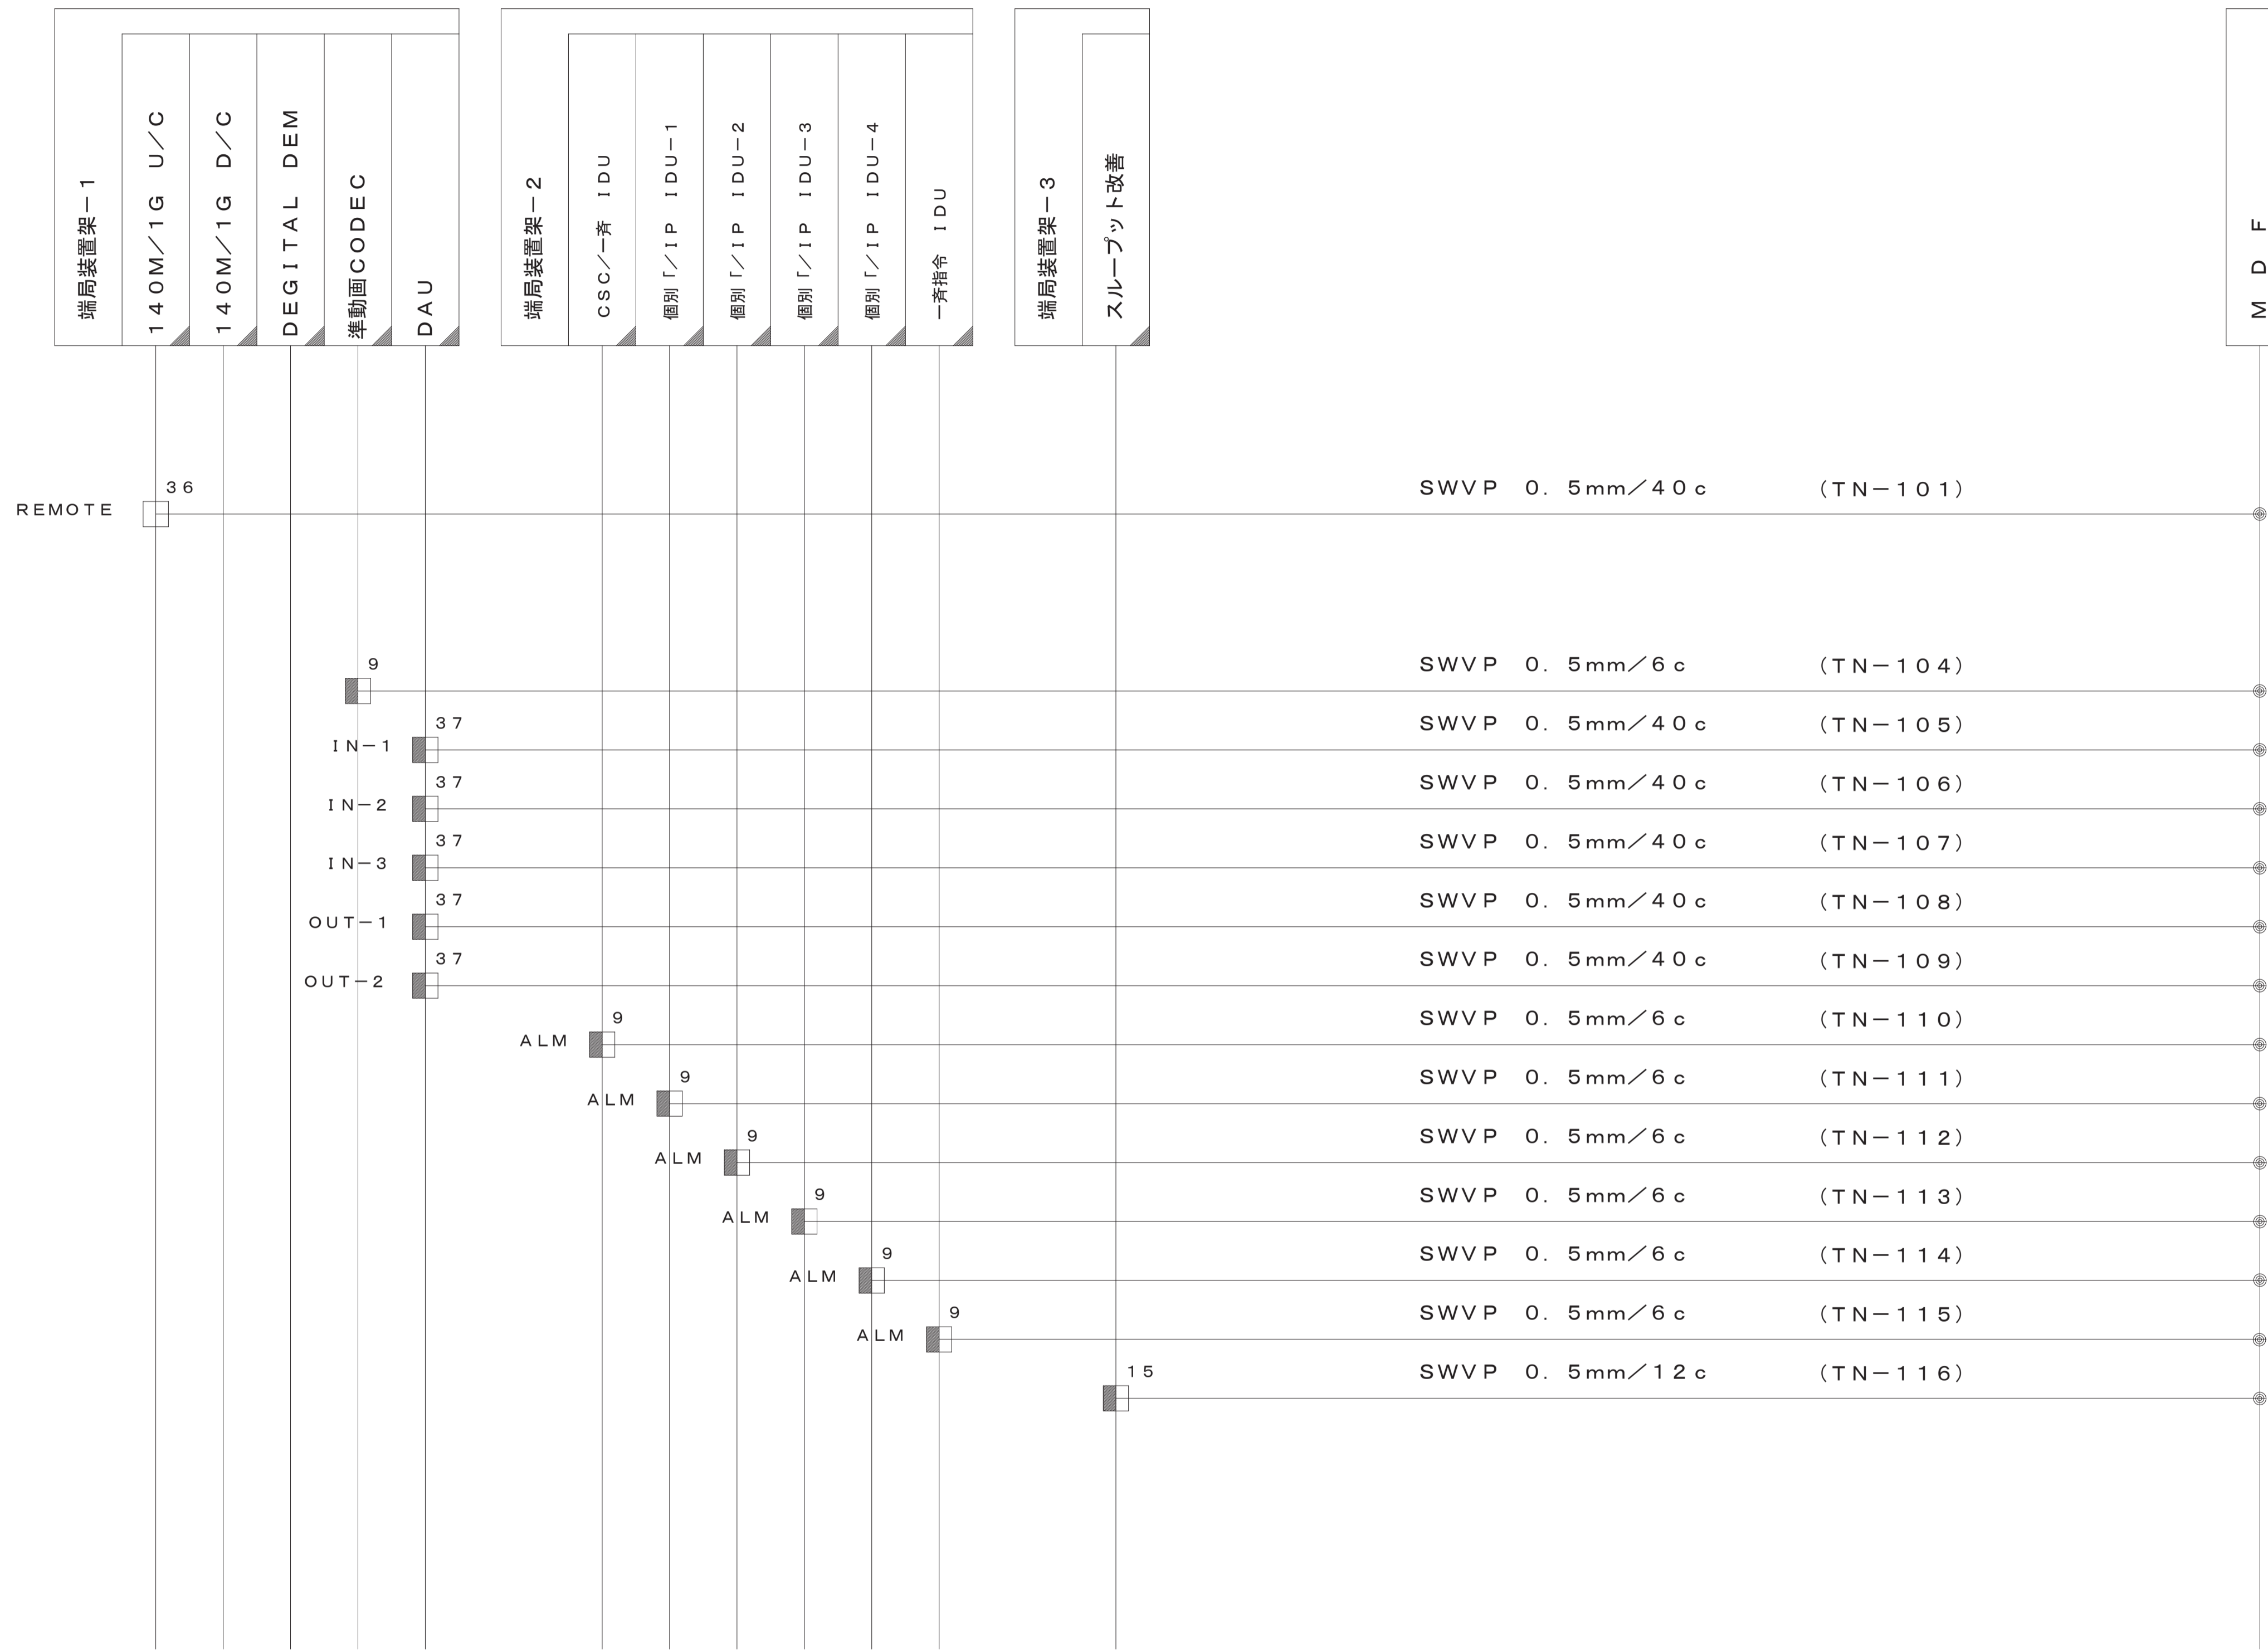 端局装置架－１
１４０Ｍ／１Ｇ　Ｕ／Ｃ
１４０Ｍ／１Ｇ　Ｄ／Ｃ
ＤＥＧＩＴＡＬ　ＤＥＭ
準動画ＣＯＤＥＣ
ＤＡＵ
端局装置架－２
ＣＳＣ／一斉　ＩＤＵ
個別「／ＩＰ　ＩＤＵ－１
個別「／ＩＰ　ＩＤＵ－２
個別「／ＩＰ　ＩＤＵ－３
個別「／ＩＰ　ＩＤＵ－４
一斉指令　ＩＤＵ
端局装置架－３
スループット改善
Ｍ　Ｄ　Ｆ
ＲＥＭＯＴＥ　３６　ＳＷＶＰ　０．５ｍｍ／４０ｃ　（ＴＮ－１０１）
９　ＳＷＶＰ　０．５ｍｍ／６ｃ　（ＴＮ－１０４）
ＩＮ－１　３７　ＳＷＶＰ　０．５ｍｍ／４０ｃ　（ＴＮ－１０５）
ＩＮ－２　３７　ＳＷＶＰ　０．５ｍｍ／４０ｃ　（ＴＮ－１０６）
ＩＮ－３　３７　ＳＷＶＰ　０．５ｍｍ／４０ｃ　（ＴＮ－１０７）
ＯＵＴ－１　３７　ＳＷＶＰ　０．５ｍｍ／４０ｃ　（ＴＮ－１０８）
ＯＵＴ－２　３７　ＳＷＶＰ　０．５ｍｍ／４０ｃ　（ＴＮ－１０９）
ＡＬＭ　９　ＳＷＶＰ　０．５ｍｍ／６ｃ　（ＴＮ－１１０）
ＡＬＭ　９　ＳＷＶＰ　０．５ｍｍ／６ｃ　（ＴＮ－１１１）
ＡＬＭ　９　ＳＷＶＰ　０．５ｍｍ／６ｃ　（ＴＮ－１１２）
ＡＬＭ　９　ＳＷＶＰ　０．５ｍｍ／６ｃ　（ＴＮ－１１３）
ＡＬＭ　９　ＳＷＶＰ　０．５ｍｍ／６ｃ　（ＴＮ－１１４）
ＡＬＭ　９　ＳＷＶＰ　０．５ｍｍ／６ｃ　（ＴＮ－１１５）
１５　ＳＷＶＰ　０．５ｍｍ／１２ｃ　（ＴＮ－１１６）